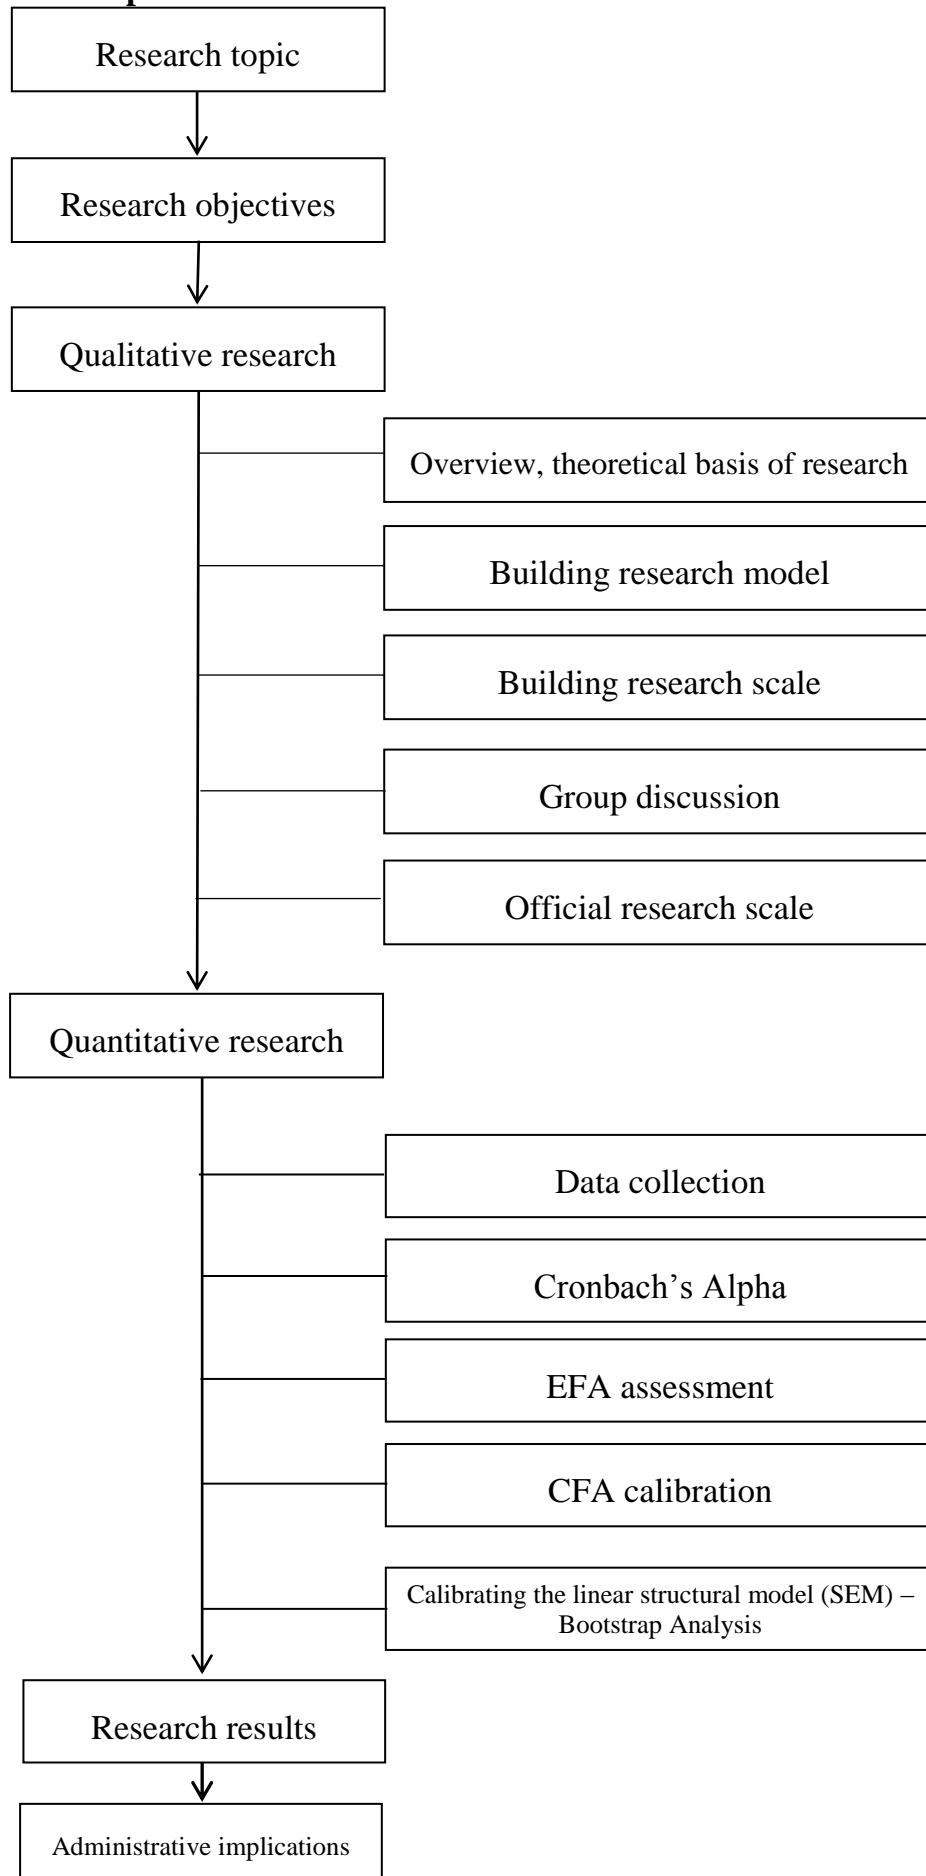 Research topic
Research objectives
Qualitative research
Overview, theoretical basis of research
Building research model
Building research scale
Group discussion
Official research scale
Quantitative research
Data collection
Cronbach’s Alpha
EFA assessment
CFA calibration
Calibrating the linear structural model (SEM) –
Bootstrap Analysis
Research results
Administrative implications